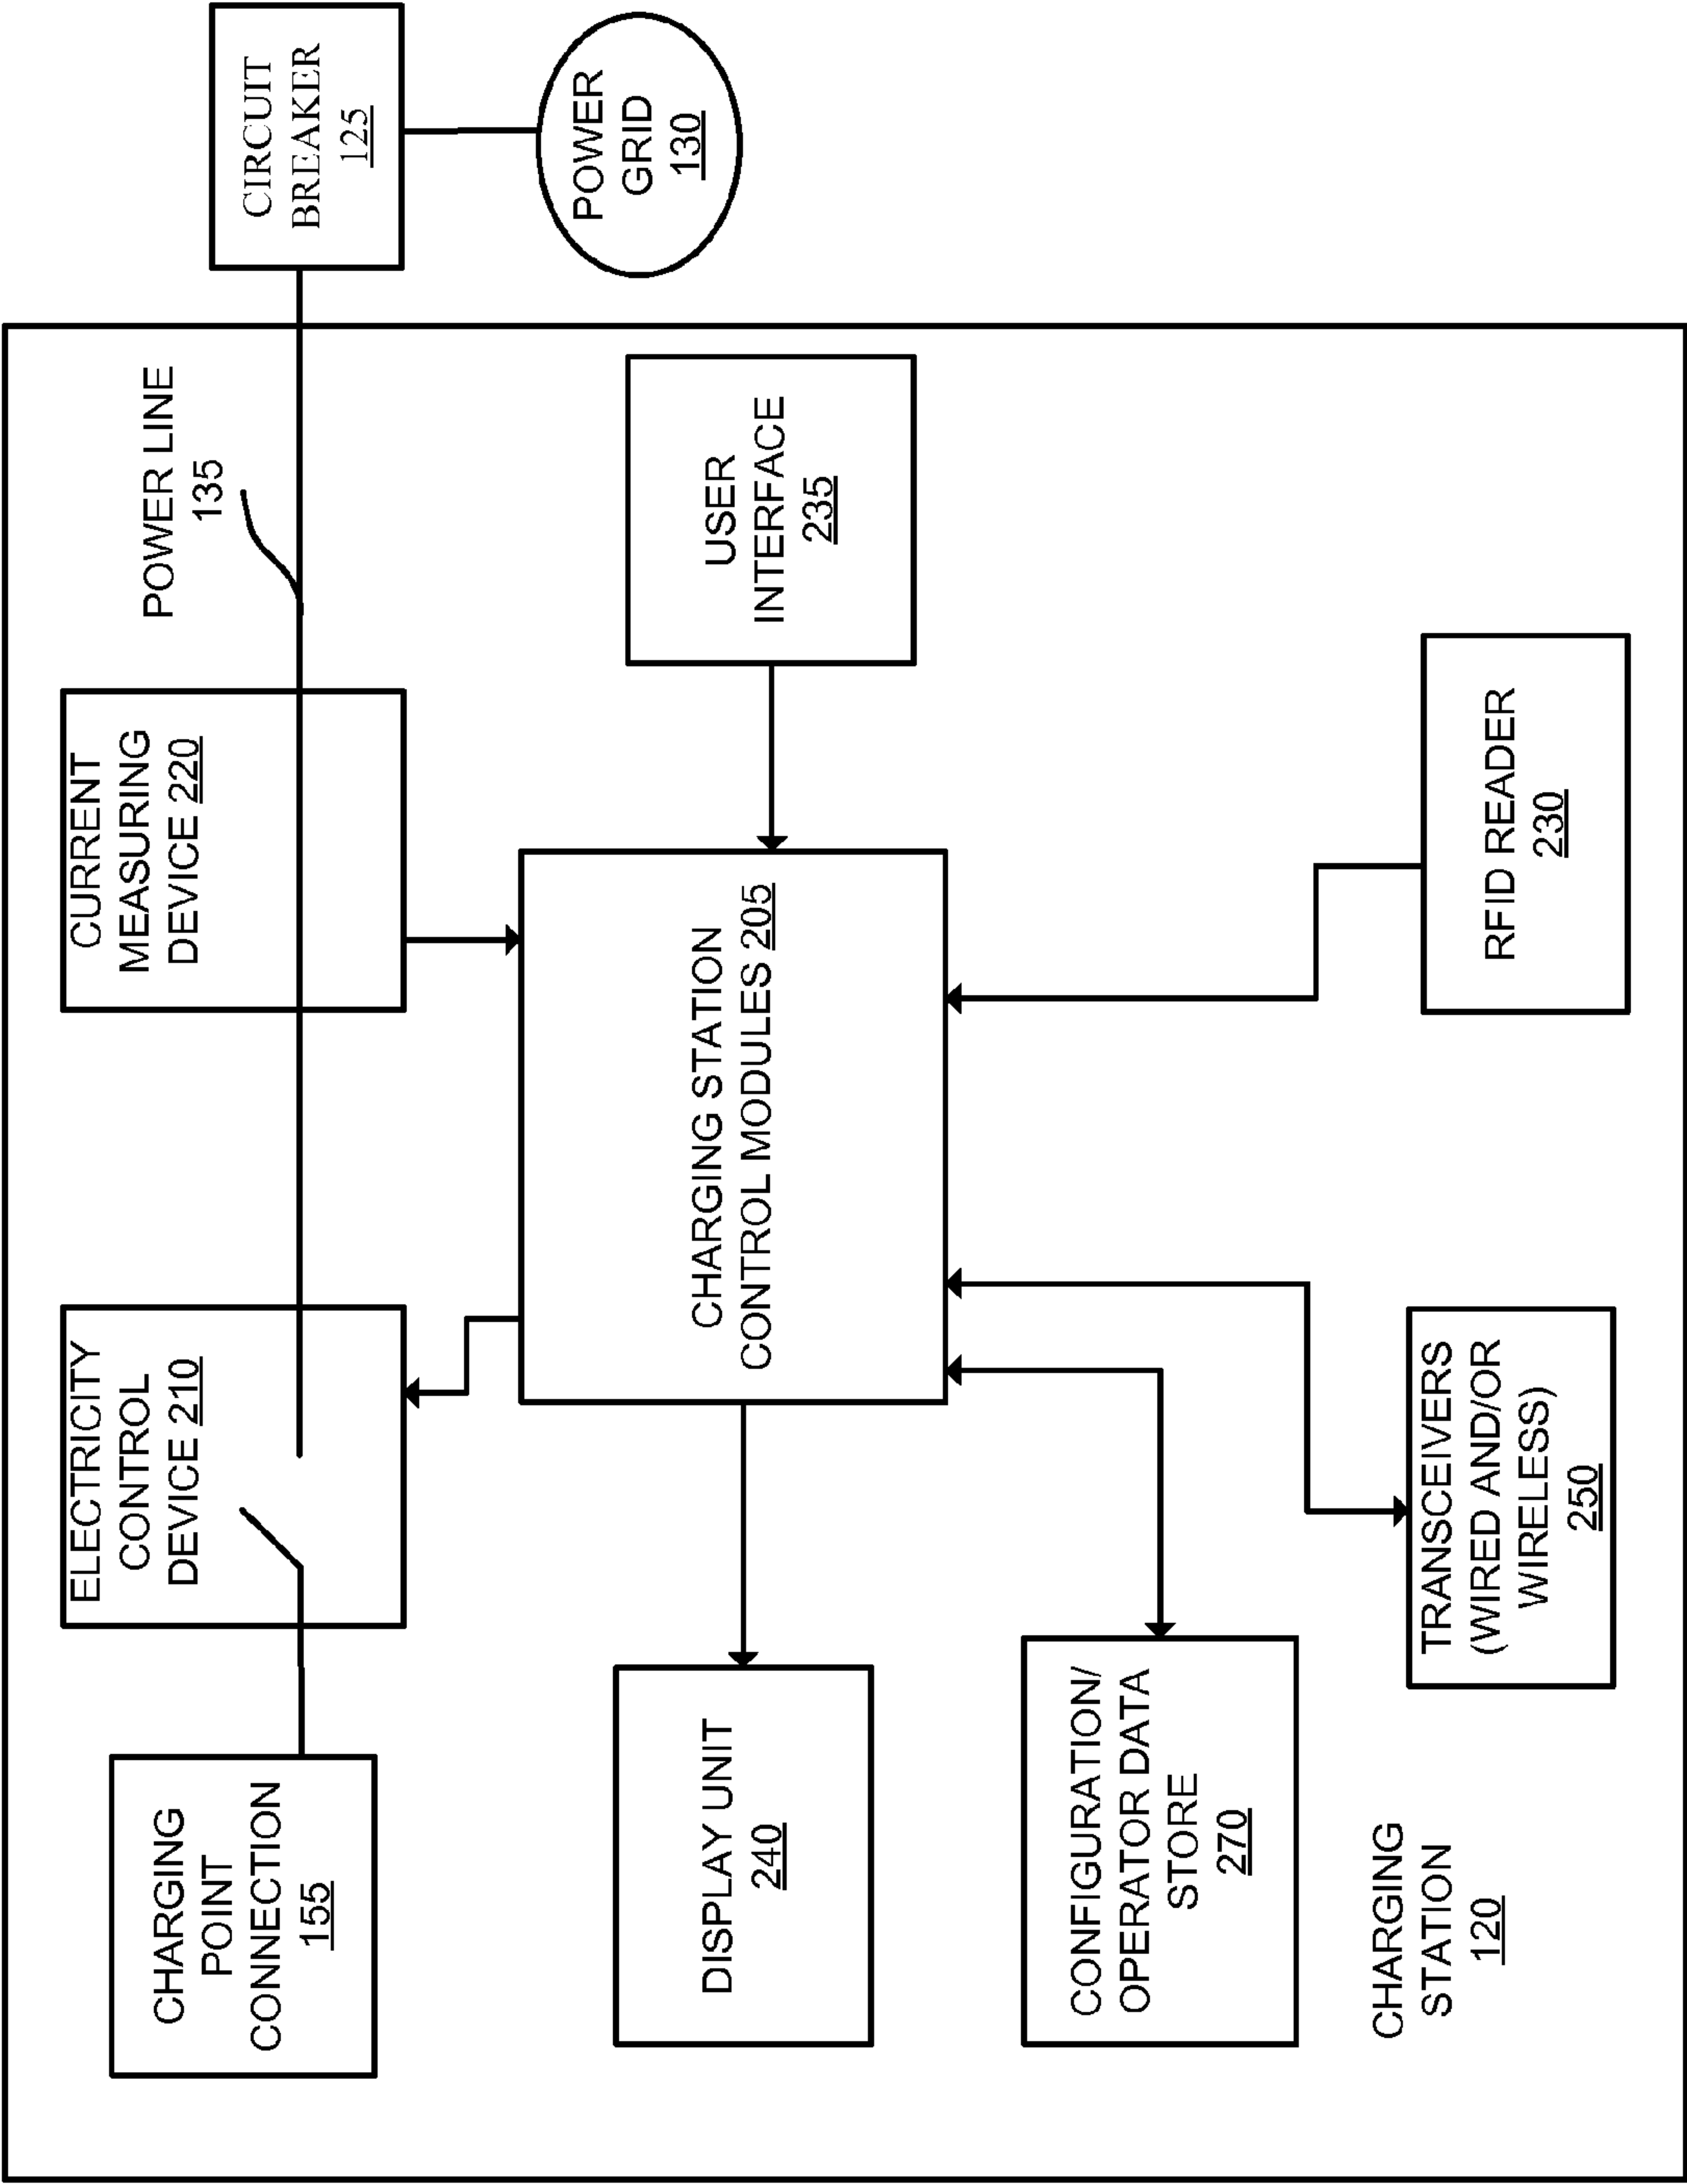 CHARGING
POINT
CONNECTION
155
ELECTRICITY
CONTROL
DEVICE 210
CURRENT
MEASURING
DEVICE 220
POWER LINE
135
CIRCUIT
BREAKER
125
POWER
GRID
130
DISPLAY UNIT
240
CHARGING STATION
CONTROL MODULES 205
USER
INTERFACE
235
CONFIGURATION/
OPERATOR DATA
STORE
270
TRANSCEIVERS
(WIRED AND/OR
WIRELESS)
250
RFID READER
230
CHARGING
STATION
120